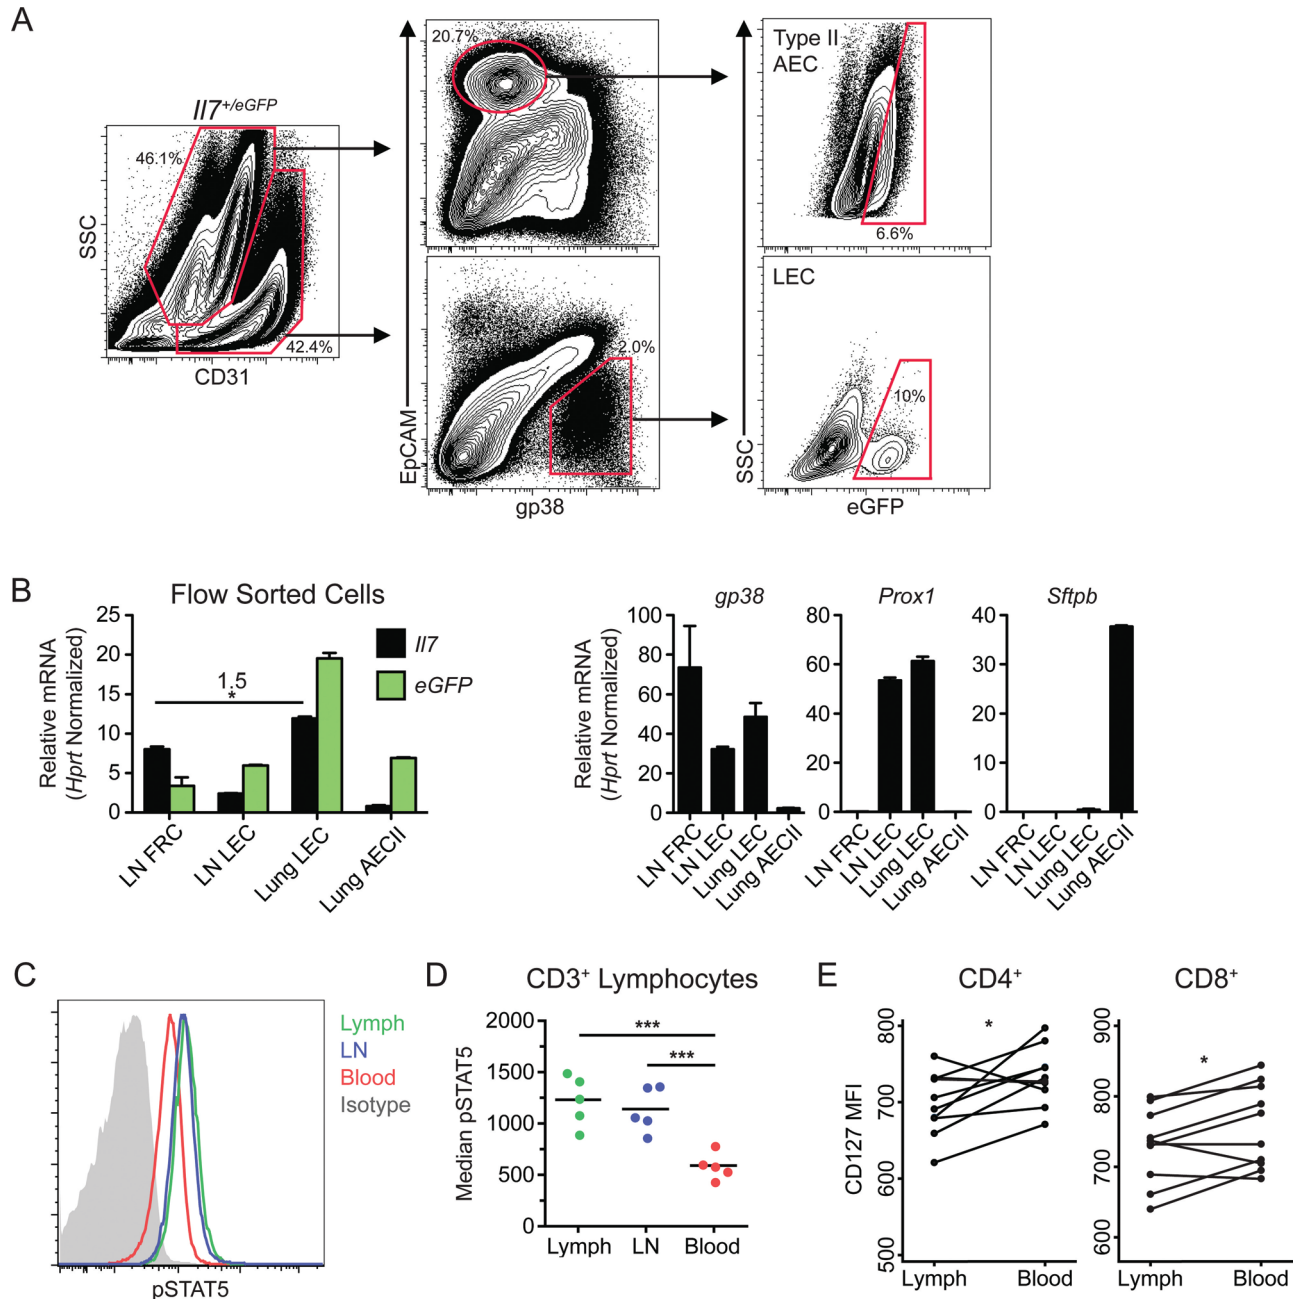 A
Il7+/eGFP
46.1%
42.4%
SSC
CD31
20.7%
2.0%
EpCAM
gp38
Type II
AEC
6.6%
LEC
10%
SSC
eGFP
B
Flow Sorted Cells
Relative mRNA
(Hprt Normalized)
25
20
15
10
5
0
1.5
*
Il7
eGFP
LN FRC
LN LEC
Lung LEC
Lung AECII
Relative mRNA
(Hprt Normalized)
gp38
100
80
60
40
20
0
LN FRC
LN LEC
Lung LEC
Lung AECII
Prox1
80
60
40
20
0
LN FRC
LN LEC
Lung LEC
Lung AECII
Sftpb
40
30
20
10
0
LN FRC
LN LEC
Lung LEC
Lung AECII
C
Lymph
LN
Blood
Isotype
pSTAT5
D
CD3+ Lymphocytes
Median pSTAT5
2000
1500
1000
500
0
***
***
Lymph LN Blood
E
CD4+
CD127 MFI
800
700
600
500
*
Lymph Blood
CD8+
900
800
700
600
*
Lymph Blood